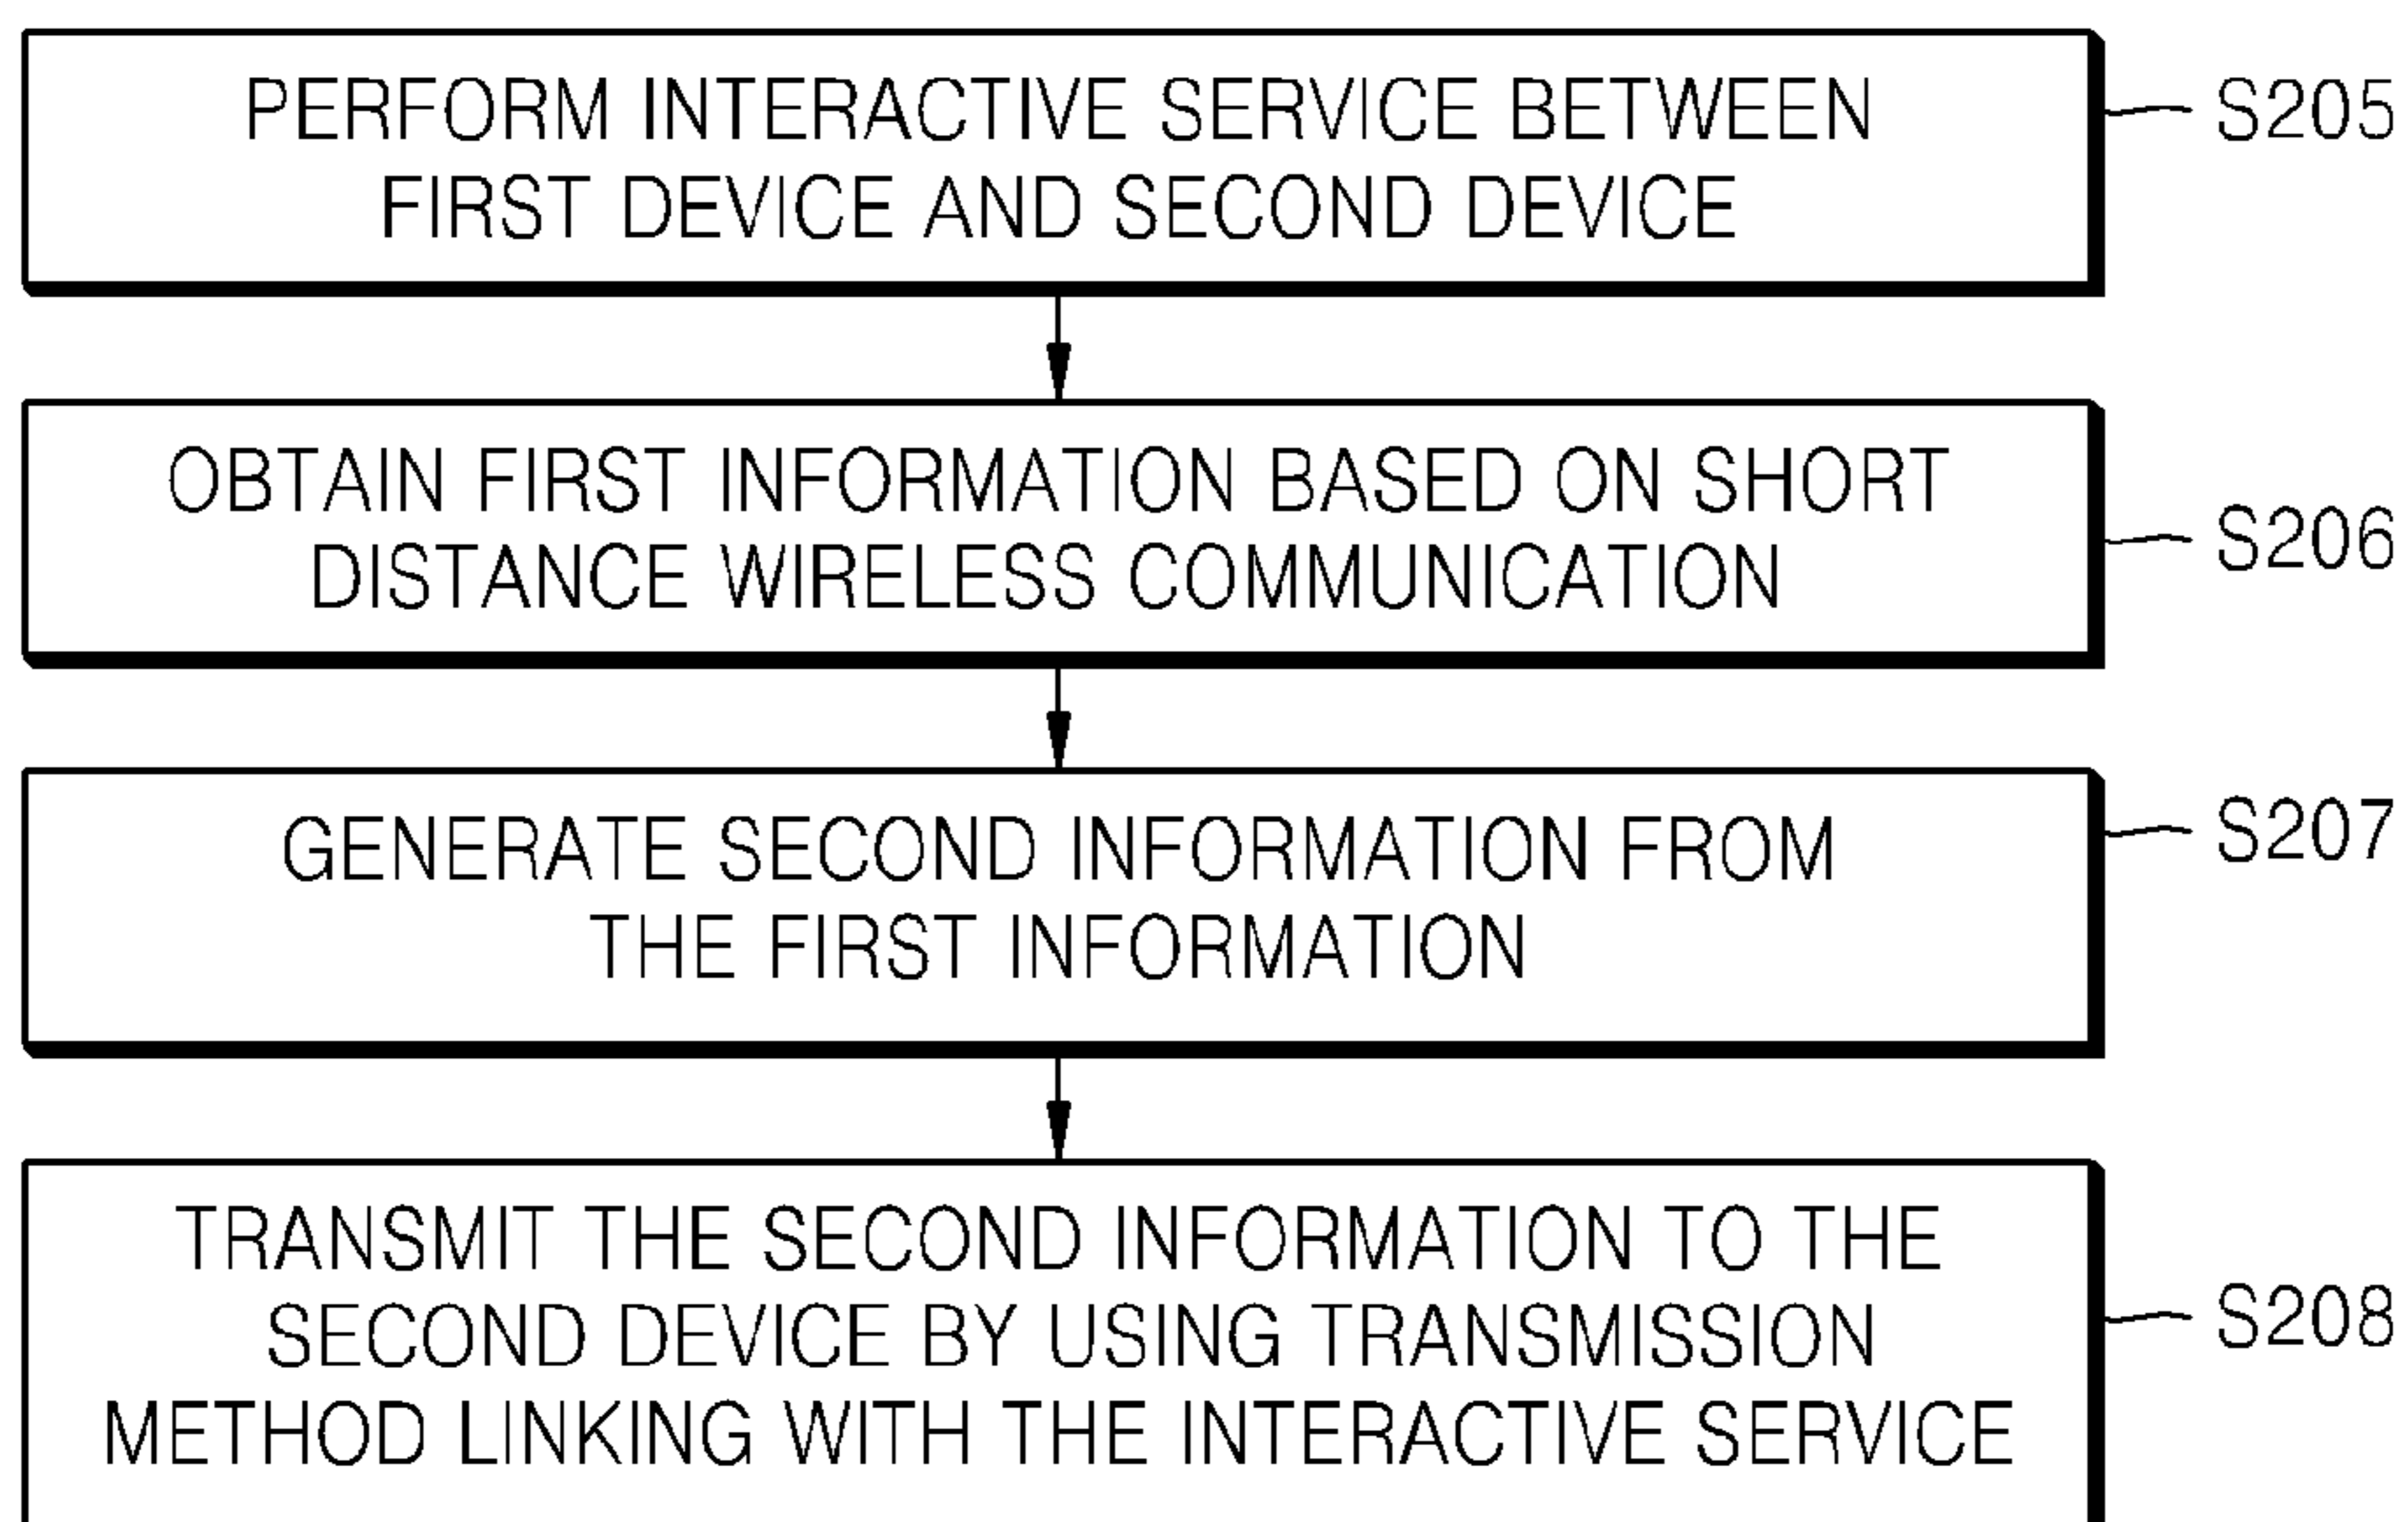 PERFORM INTERACTIVE SERVICE BETWEEN
FIRST DEVICE AND SECOND DEVICE
S205
OBTAIN FIRST INFORMATION BASED ON SHORT
DISTANCE WIRELESS COMMUNICATION
S206
GENERATE SECOND INFORMATION FROM
THE FIRST INFORMATION
S207
TRANSMIT THE SECOND INFORMATION TO THE
SECOND DEVICE BY USING TRANSMISSION
METHOD LINKING WITH THE INTERACTIVE SERVICE
S208